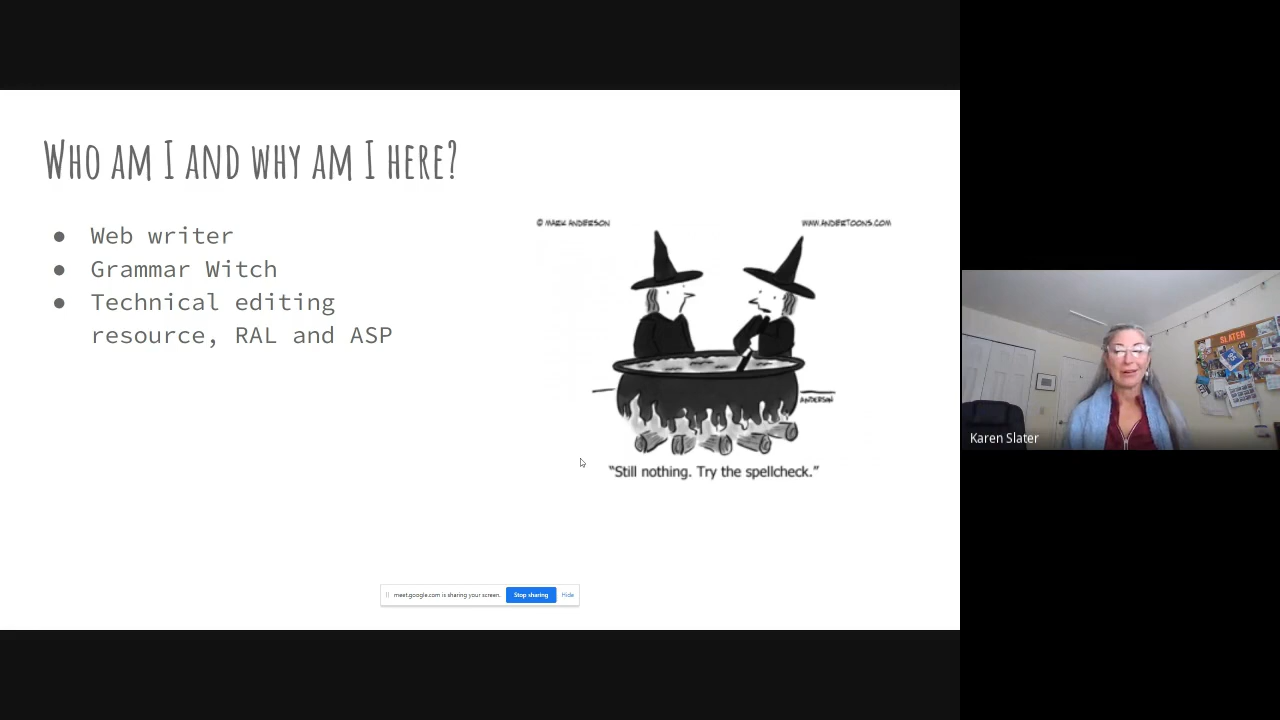 Who am I and why am I here?
● Web writer
● Grammar Witch
● Technical editing
resource, RAL and ASP
© MARK ANDERSON
WWW.ANDERTOONS.COM
ANDERSON
“Still nothing. Try the spellcheck.”
meet.google.com is sharing your screen.
Stop sharing
Hide
SLATER
Karen Slater